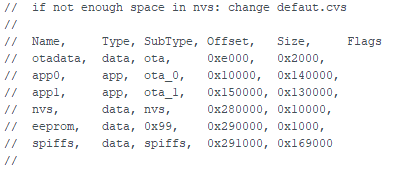 //  if not enough space in nvs: change defaut.cvs
//
//  Name,     Type, SubType, Offset,   Size,     Flags
//  otadata,  data, ota,     0xe000,   0x2000,
//  app0,     app,  ota_0,   0x10000,  0x140000,
//  app1,     app,  ota_1,   0x150000, 0x130000,
//  nvs,      data, nvs,     0x280000, 0x10000,
//  eeprom,   data, 0x99,    0x290000, 0x1000,
//  spiffs,   data, spiffs,  0x291000, 0x169000
//